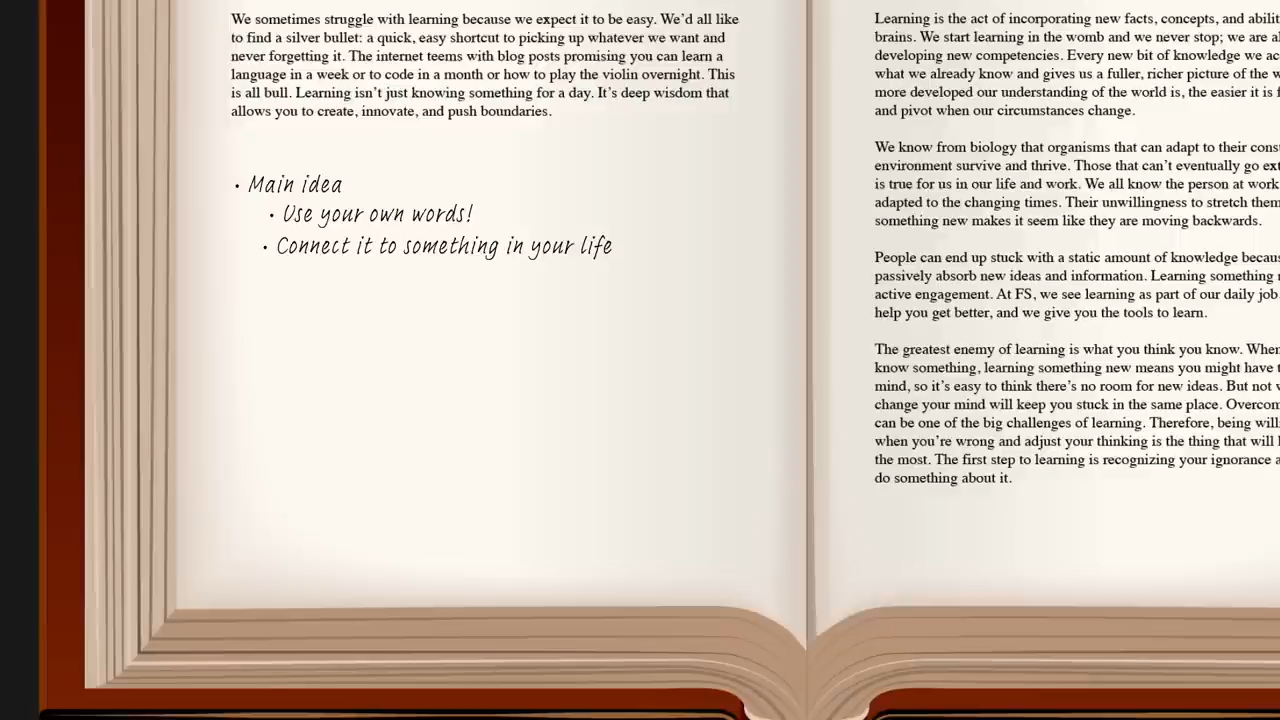 We sometimes struggle with learning because we expect it to be easy. We'd all like
to find a silver bullet: a quick, easy shortcut to picking up whatever we want and
never forgetting it. The internet teems with blog posts promising you can learn a
language in a week or to code in a month or how to play the violin overnight. This
is all bull. Learning isn't just knowing something for a day. It's deep wisdom that
allows you to create, innovate, and push boundaries.
• Main idea
• Use your own words!
• Connect it to something in your life
Learning is the act of incorporating new facts, concepts, and
brains. We start learning in the womb and we never stop; we are
developing new competencies. Every new bit of knowledge we
what we already know and gives us a fuller, richer picture of the
more developed our understanding of the world is, the easier it is
and pivot when our circumstances change.
We know from biology that organisms that can adapt to their
environment survive and thrive. Those that can't eventually go
is true for us in our life and work. We all know the person at work
adapted to the changing times. Their unwillingness to stretch
something new makes it seem like they are moving backwards.
People can end up stuck with a static amount of knowledge
passively absorb new ideas and information. Learning something
active engagement. At FS, we see learning as part of our daily job.
help you get better, and we give you the tools to learn.
The greatest enemy of learning is what you think you know.
know something, learning something new means you might have
mind, so it's easy to think there's no room for new ideas. But not
change your mind will keep you stuck in the same place.
can be one of the big challenges of learning. Therefore, being
when you're wrong and adjust your thinking is the thing that will
the most. The first step to learning is recognizing your ignorance
do something about it.